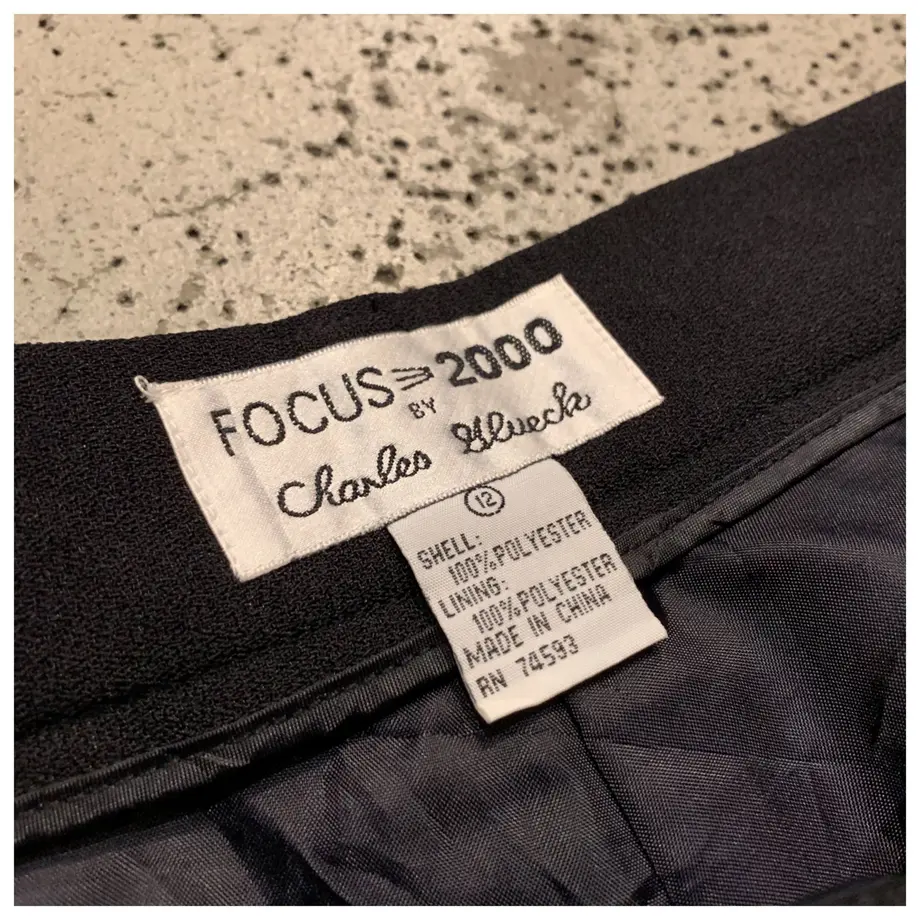 FOCUS 2000
BY
Charles Glueck
12
SHELL:
100% POLYESTER
LINING:
100% POLYESTER
MADE IN CHINA
RN 74593